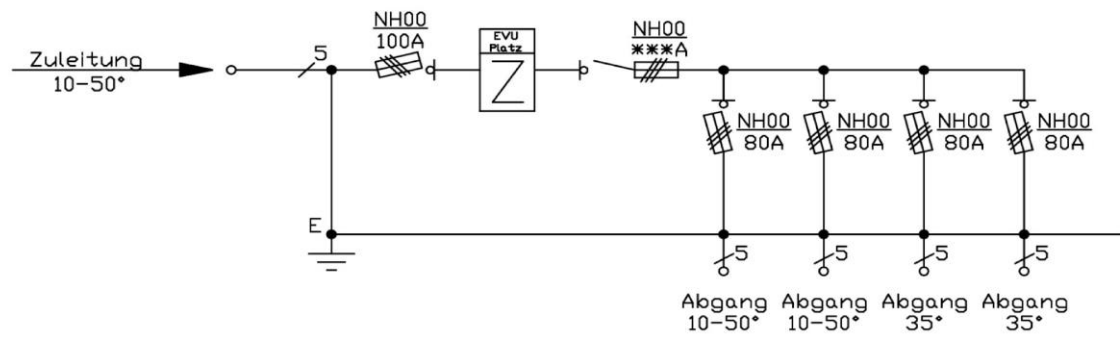 Zuleitung
10-50°
5
NH00
100A
EVU
Platz
Z
NH00
***A
NH00
80A
NH00
80A
NH00
80A
NH00
80A
E
5
5
5
5
Abgang
10-50°
Abgang
10-50°
Abgang
35°
Abgang
35°